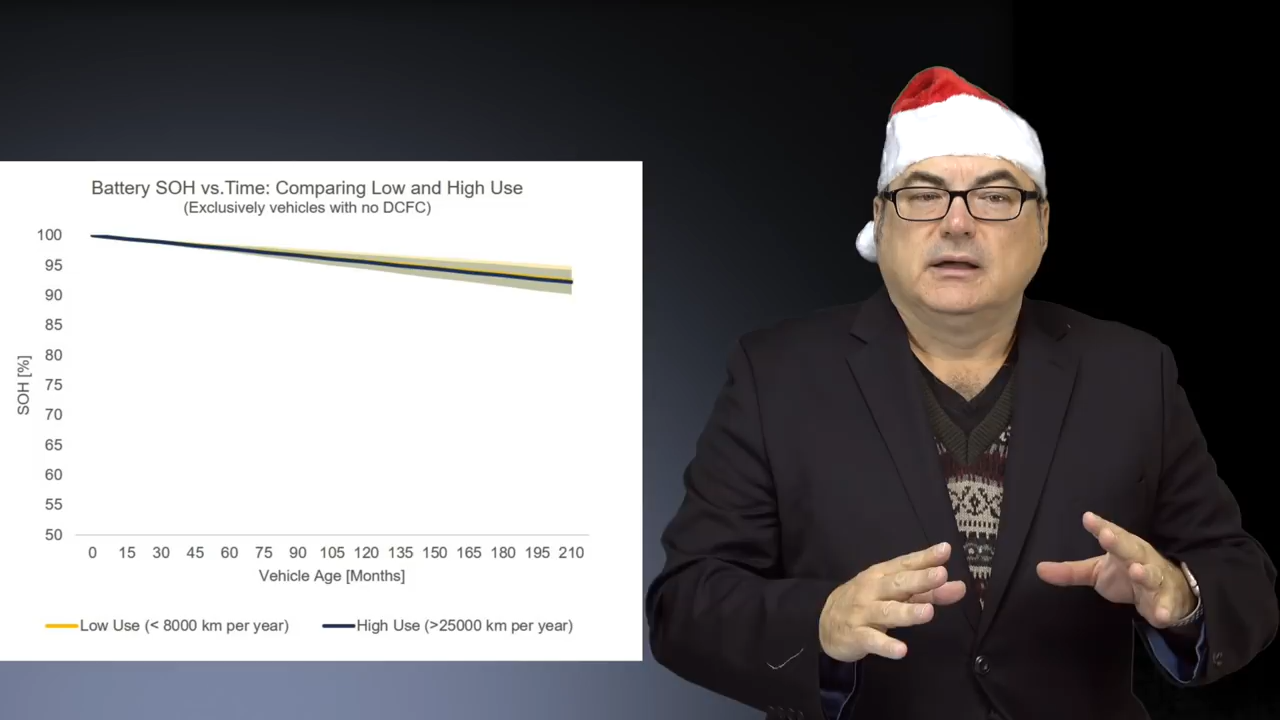 Battery SOH vs.Time: Comparing Low and High Use
(Exclusively vehicles with no DCFC)
100
95
90
85
80
75
70
65
60
55
50
SOH [%]
0 15 30 45 60 75 90 105 120 135 150 165 180 195 210
Vehicle Age [Months]
Low Use (< 8000 km per year) High Use (>25000 km per year)